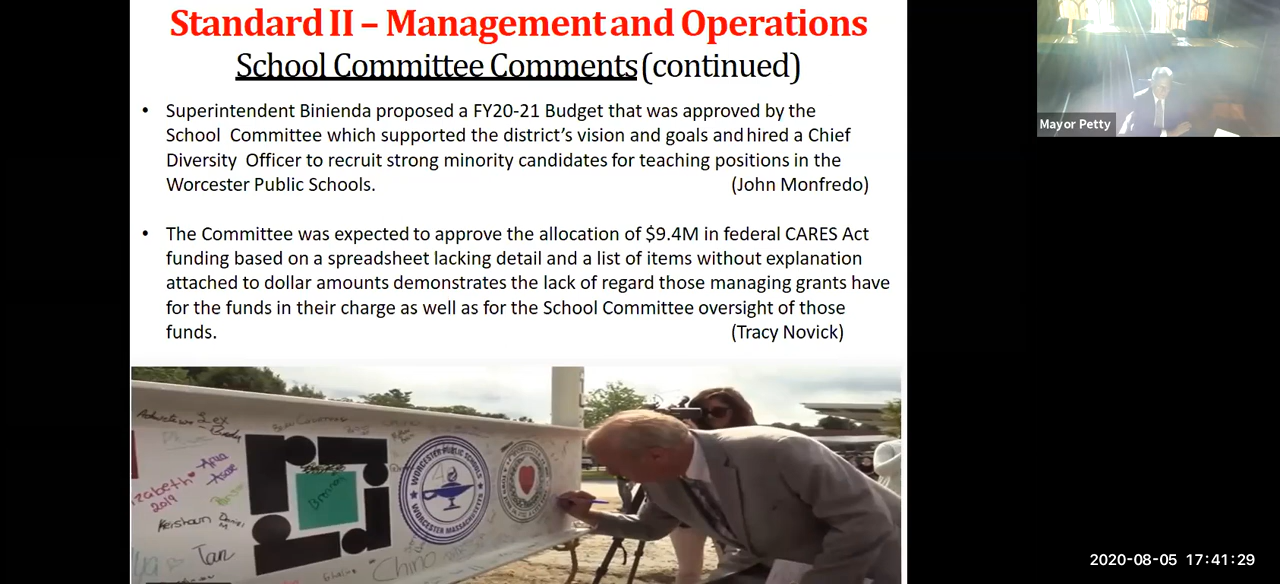 Standard II – Management and Operations
School Committee Comments (continued)
• Superintendent Binienda proposed a FY20-21 Budget that was approved by the
School Committee which supported the district's vision and goals and hired a Chief
Diversity Officer to recruit strong minority candidates for teaching positions in the
Worcester Public Schools. (John Monfredo)
• The Committee was expected to approve the allocation of $9.4M in federal CARES Act
funding based on a spreadsheet lacking detail and a list of items without explanation
attached to dollar amounts demonstrates the lack of regard those managing grants have
for the funds in their charge as well as for the School Committee oversight of those
funds. (Tracy Novick)
Mayor Petty
WORCESTER PUBLIC SCHOOLS
WORCESTER MASSACHUSETTS
2019
Tan
2020-08-05 17:41:29